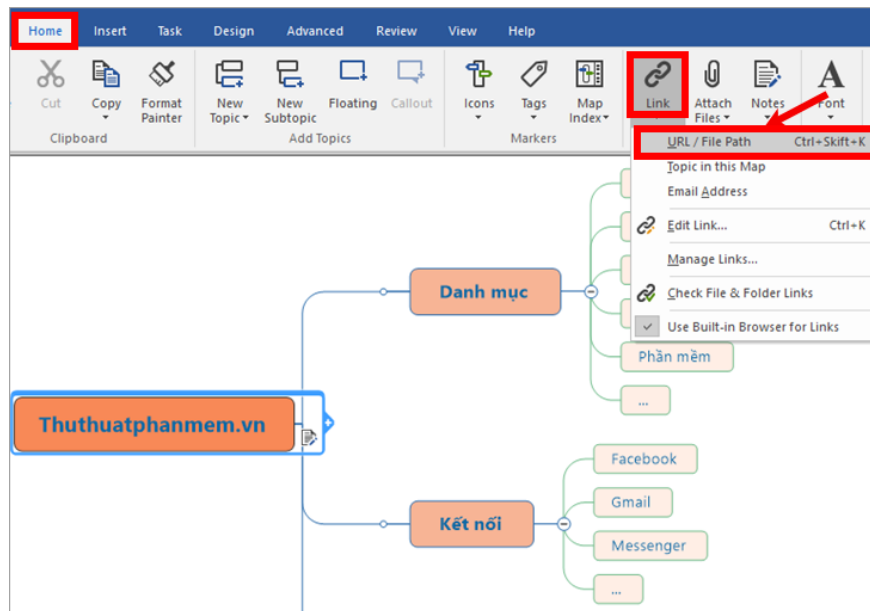 Home Insert Task Design Advanced Review View Help
Cut Copy Format Painter New Topic New Subtopic Floating Callout Icons Tags Map Index Link Attach Files Notes Font
Clipboard Add Topics Markers
URL / File Path Ctrl+Skift+K
Topic in this Map
Email Address
Edit Link... Ctrl+K
Manage Links...
Check File & Folder Links
Use Built-in Browser for Links
Danh mục
Phần mềm
...
Thuthuatphanmem.vn
Facebook
Gmail
Kết nối
Messenger
...